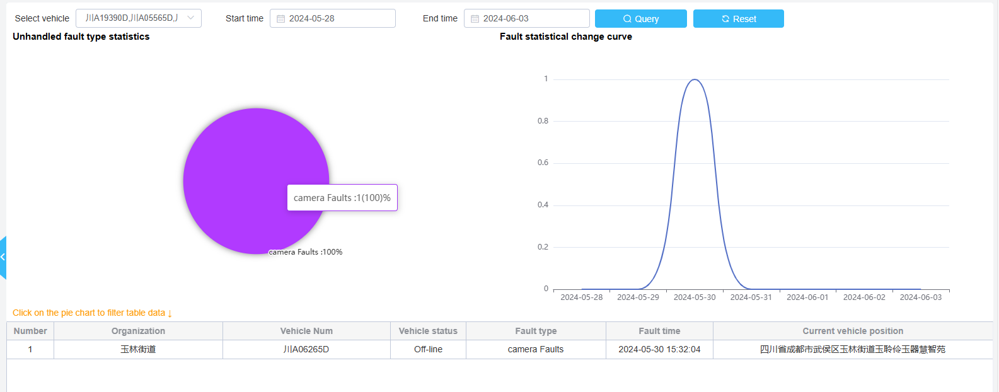 Select vehicle 川A19390D,川A05565D,丿 Start time 2024-05-28 End time 2024-06-03 Query Reset
Unhandled fault type statistics
Fault statistical change curve
camera Faults :1(100)%
camera Faults :100%
1
0.8
0.6
0.4
0.2
0
2024-05-28 2024-05-29 2024-05-30 2024-05-31 2024-06-01 2024-06-02 2024-06-03
Click on the pie chart to filter table data ↓
Number Organization Vehicle Num Vehicle status Fault type Fault time Current vehicle position
1 玉林街道 川A06265D Off-line camera Faults 2024-05-30 15:32:04 四川省成都市武侯区玉林街道玉聆伶玉器慧智苑